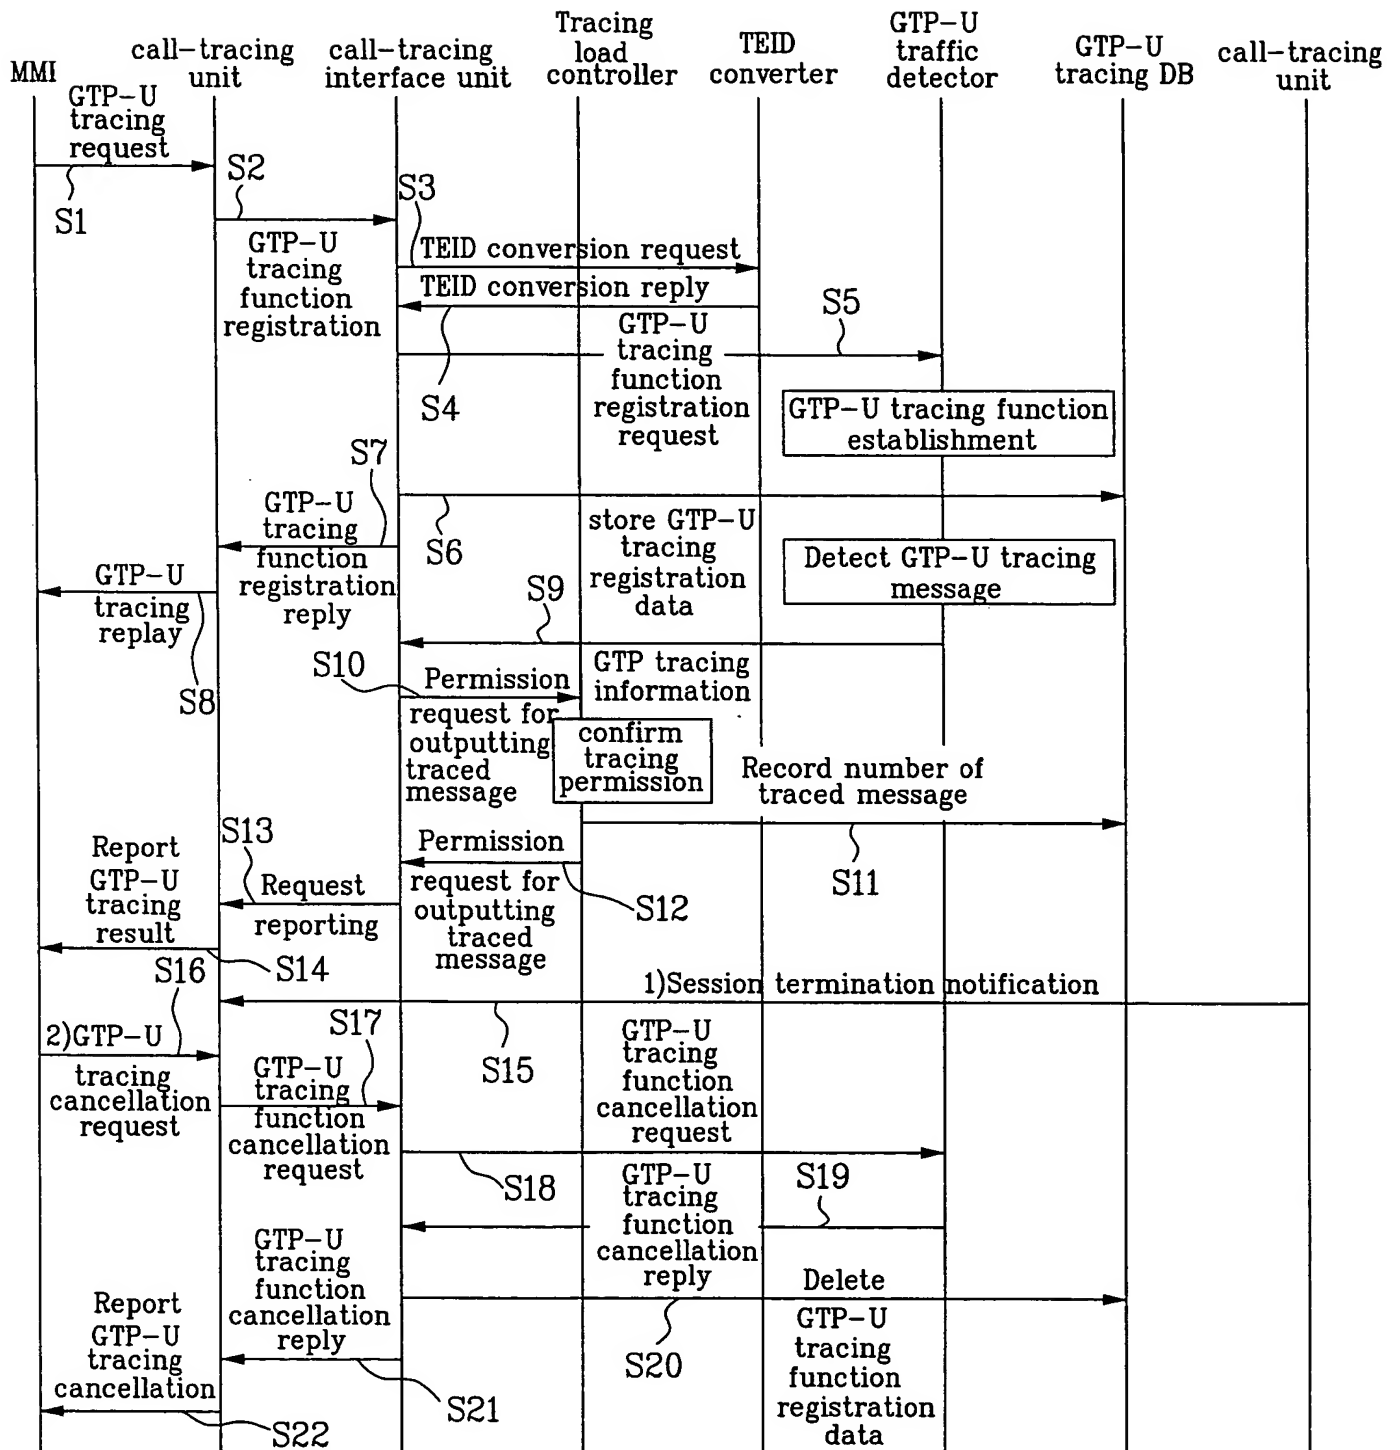 MMI
call-tracing
unit
call-tracing
interface unit
Tracing
load
controller
TEID
converter
GTP-U
traffic
detector
GTP-U
tracing DB
call-tracing
unit
GTP-U
tracing
request
S1
S2
GTP-U
tracing
function
registration
S3
TEID conversion request
TEID conversion reply
S4
S5
GTP-U
tracing
function
registration
request
GTP-U tracing function
establishment
S7
GTP-U
tracing
function
registration
reply
S6
store GTP-U
tracing
registration
data
Detect GTP-U tracing
message
GTP-U
tracing
replay
S8
S9
GTP tracing
information
S10
Permission
request for
outputting
traced
message
confirm
tracing
permission
Record number of
traced message
S11
Permission
request for
outputting
traced
message
S12
S13
Request
reporting
Report
GTP-U
tracing
result
S14
1)Session termination notification
S15
S16
2)GTP-U
tracing
cancellation
request
S17
GTP-U
tracing
function
cancellation
request
GTP-U
tracing
function
cancellation
request
S18
S19
GTP-U
tracing
function
cancellation
reply
Delete
GTP-U
tracing
function
registration
data
S20
GTP-U
tracing
function
cancellation
reply
S21
Report
GTP-U
tracing
cancellation
S22